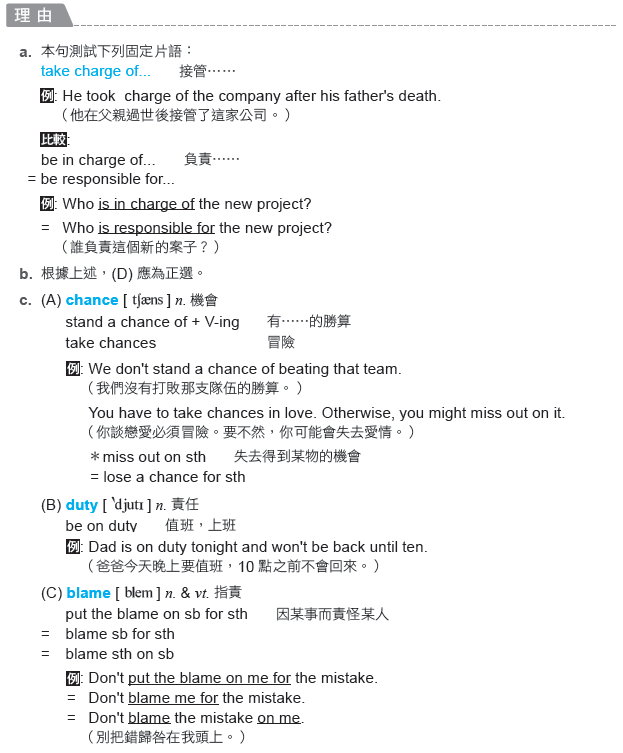 理由
a. 本句測試下列固定片語：
take charge of... 接管……
例: He took charge of the company after his father's death.
（他在父親過世後接管了這家公司。）
比較:
be in charge of... 負責……
= be responsible for...
例: Who is in charge of the new project?
= Who is responsible for the new project?
（誰負責這個新的案子？）
b. 根據上述，(D) 應為正選。
c. (A) chance [ tʃæns ] n. 機會
stand a chance of + V-ing 有……的勝算
take chances 冒險
例: We don't stand a chance of beating that team.
（我們沒有打敗那支隊伍的勝算。）
You have to take chances in love. Otherwise, you might miss out on it.
（你談戀愛必須冒險。要不然，你可能會失去愛情。）
＊miss out on sth 失去得到某物的機會
= lose a chance for sth
(B) duty [ ˋdjutɪ ] n. 責任
be on duty 值班，上班
例: Dad is on duty tonight and won't be back until ten.
（爸爸今天晚上要值班，10 點之前不會回來。）
(C) blame [ blem ] n. & vt. 指責
put the blame on sb for sth 因某事而責怪某人
= blame sb for sth
= blame sth on sb
例: Don't put the blame on me for the mistake.
= Don't blame me for the mistake.
= Don't blame the mistake on me.
（別把錯歸咎在我頭上。）